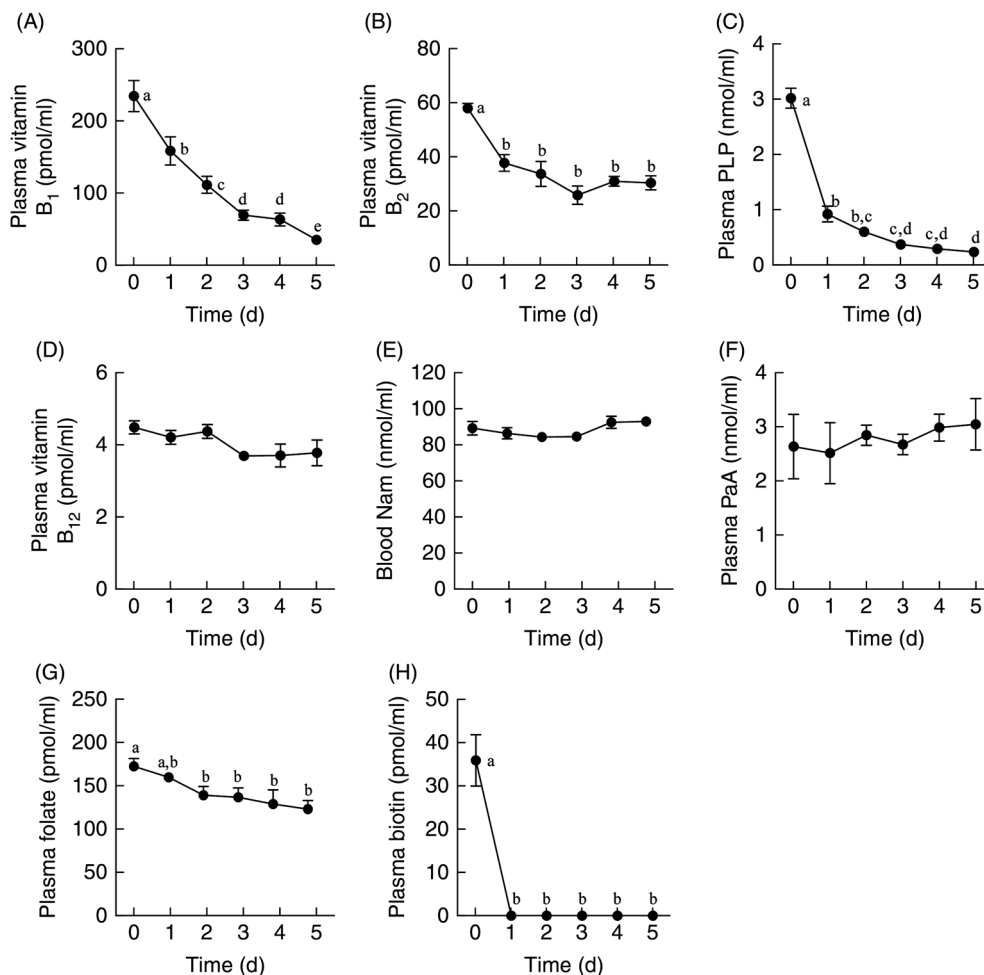 (A)
Plasma vitamin
B1 (pmol/ml)
300
200
100
0
a
b
c
d
d
e
0 1 2 3 4 5
Time (d)
(B)
Plasma vitamin
B2 (pmol/ml)
80
60
40
20
0
a
b
b
b
b
b
0 1 2 3 4 5
Time (d)
(C)
Plasma PLP (nmol/ml)
4
3
2
1
0
a
b
b,c
c,d
c,d
d
0 1 2 3 4 5
Time (d)
(D)
Plasma vitamin
B12 (pmol/ml)
6
4
2
0
0 1 2 3 4 5
Time (d)
(E)
Blood Nam (nmol/ml)
120
100
80
60
40
20
0
0 1 2 3 4 5
Time (d)
(F)
Plasma PaA (nmol/ml)
4
3
2
1
0
0 1 2 3 4 5
Time (d)
(G)
Plasma folate (pmol/ml)
250
200
150
100
50
0
a
a,b
b
b
b
b
0 1 2 3 4 5
Time (d)
(H)
Plasma biotin (pmol/ml)
50
40
30
20
10
0
a
b
b
b
b
b
0 1 2 3 4 5
Time (d)